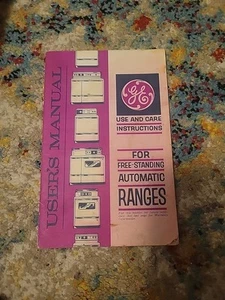 USER'S MANUAL
GE
USE AND CARE
INSTRUCTIONS
FOR
FREE-STANDING
AUTOMATIC
RANGES